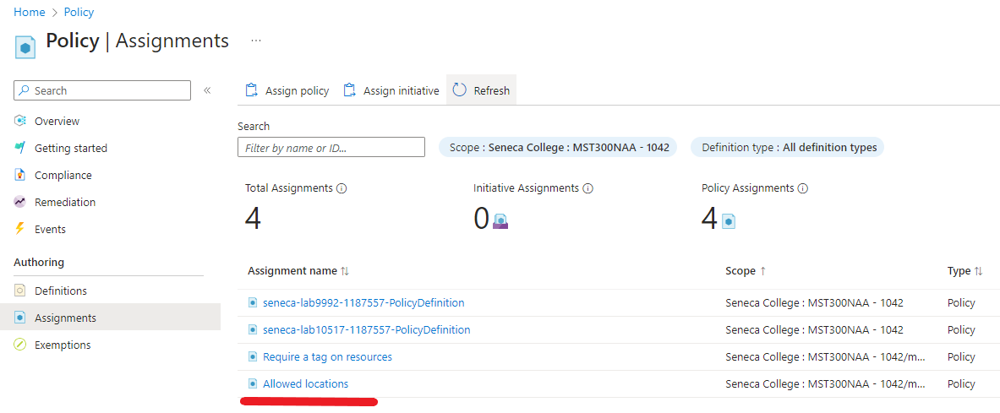 Home > Policy
Policy | Assignments ...
Search «
Overview
Getting started
Compliance
Remediation
Events
Authoring
Definitions
Assignments
Exemptions
Assign policy Assign initiative Refresh
Search
Filter by name or ID... Scope : Seneca College : MST300NAA - 1042 Definition type : All definition types
Total Assignments Initiative Assignments Policy Assignments
4 0 4
Assignment name Scope Type
seneca-lab9992-1187557-PolicyDefinition Seneca College : MST300NAA - 1042 Policy
seneca-lab10517-1187557-PolicyDefinition Seneca College : MST300NAA - 1042 Policy
Require a tag on resources Seneca College : MST300NAA - 1042/m... Policy
Allowed locations Seneca College : MST300NAA - 1042/m... Policy